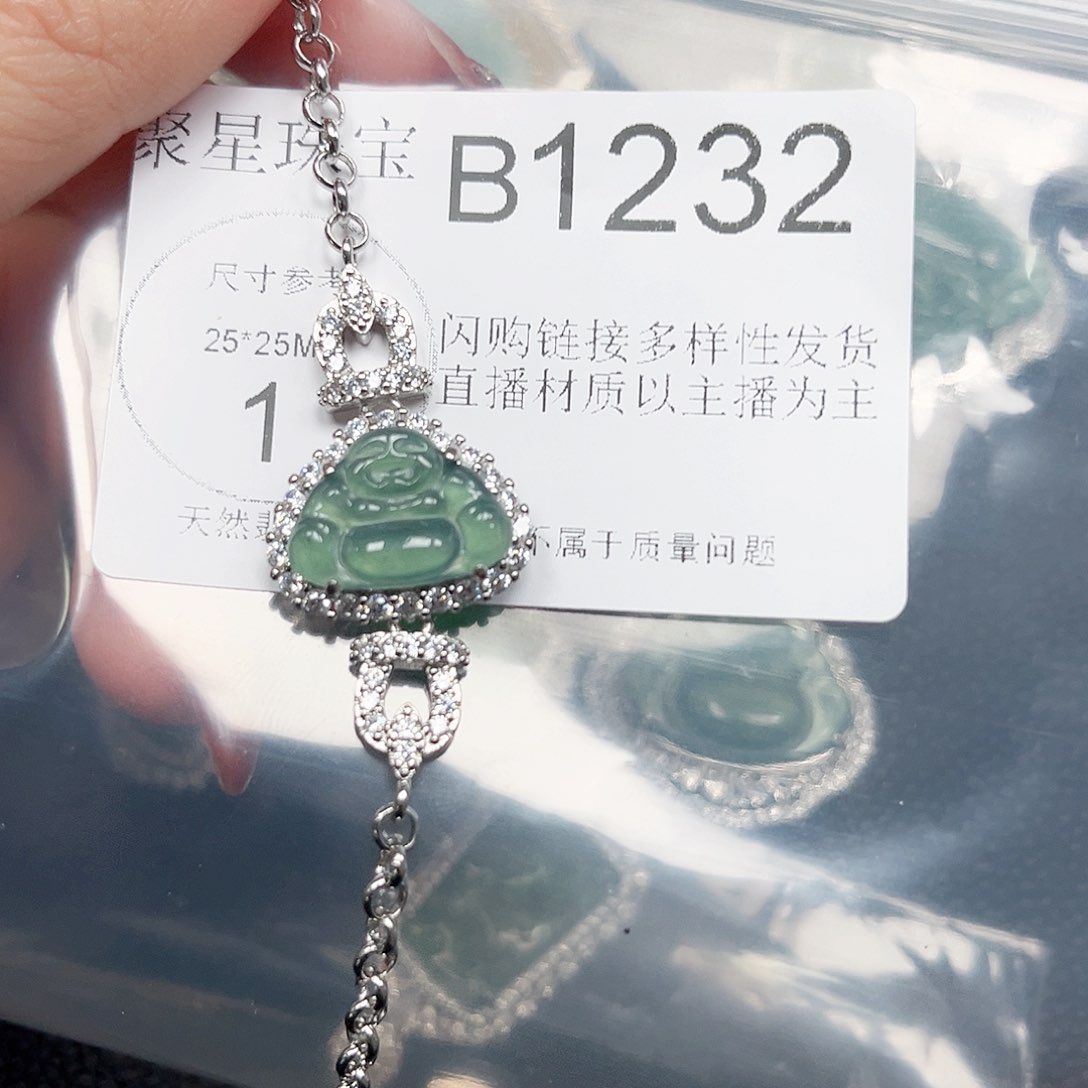 聚星珠宝
B1232
尺寸参考
25*25M
1
闪购链接多样性发货
直播材质以主播为主
天然 不属于质量问题